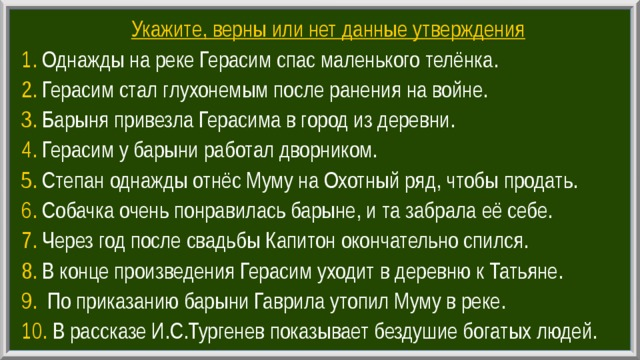 Укажите, верны или нет данные утверждения
1. Однажды на реке Герасим спас маленького телёнка.
2. Герасим стал глухонемым после ранения на войне.
3. Барыня привезла Герасима в город из деревни.
4. Герасим у барыни работал дворником.
5. Степан однажды отнёс Муму на Охотный ряд, чтобы продать.
6. Собачка очень понравилась барыне, и та забрала её себе.
7. Через год после свадьбы Капитон окончательно спился.
8. В конце произведения Герасим уходит в деревню к Татьяне.
9. По приказанию барыни Гаврила утопил Муму в реке.
10. В рассказе И.С.Тургенев показывает бездушие богатых людей.